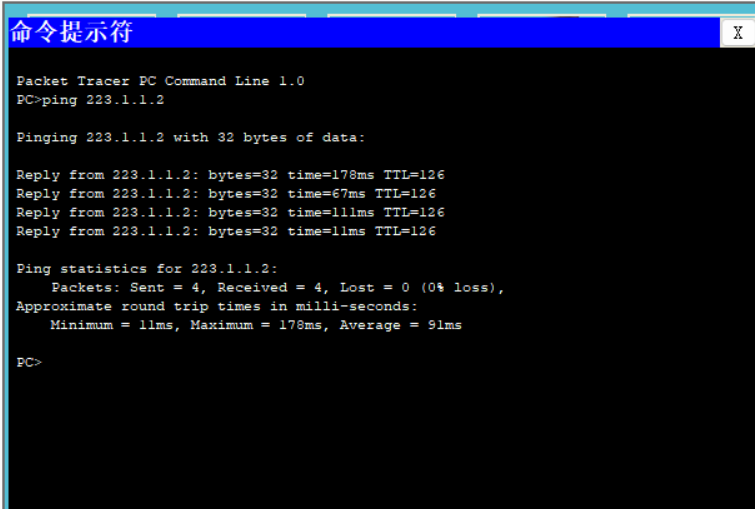 命令提示符
X
Packet Tracer PC Command Line 1.0
PC>ping 223.1.1.2
Pinging 223.1.1.2 with 32 bytes of data:
Reply from 223.1.1.2: bytes=32 time=178ms TTL=126
Reply from 223.1.1.2: bytes=32 time=67ms TTL=126
Reply from 223.1.1.2: bytes=32 time=111ms TTL=126
Reply from 223.1.1.2: bytes=32 time=11ms TTL=126
Ping statistics for 223.1.1.2:
Packets: Sent = 4, Received = 4, Lost = 0 (0% loss),
Approximate round trip times in milli-seconds:
Minimum = 11ms, Maximum = 178ms, Average = 91ms
PC>